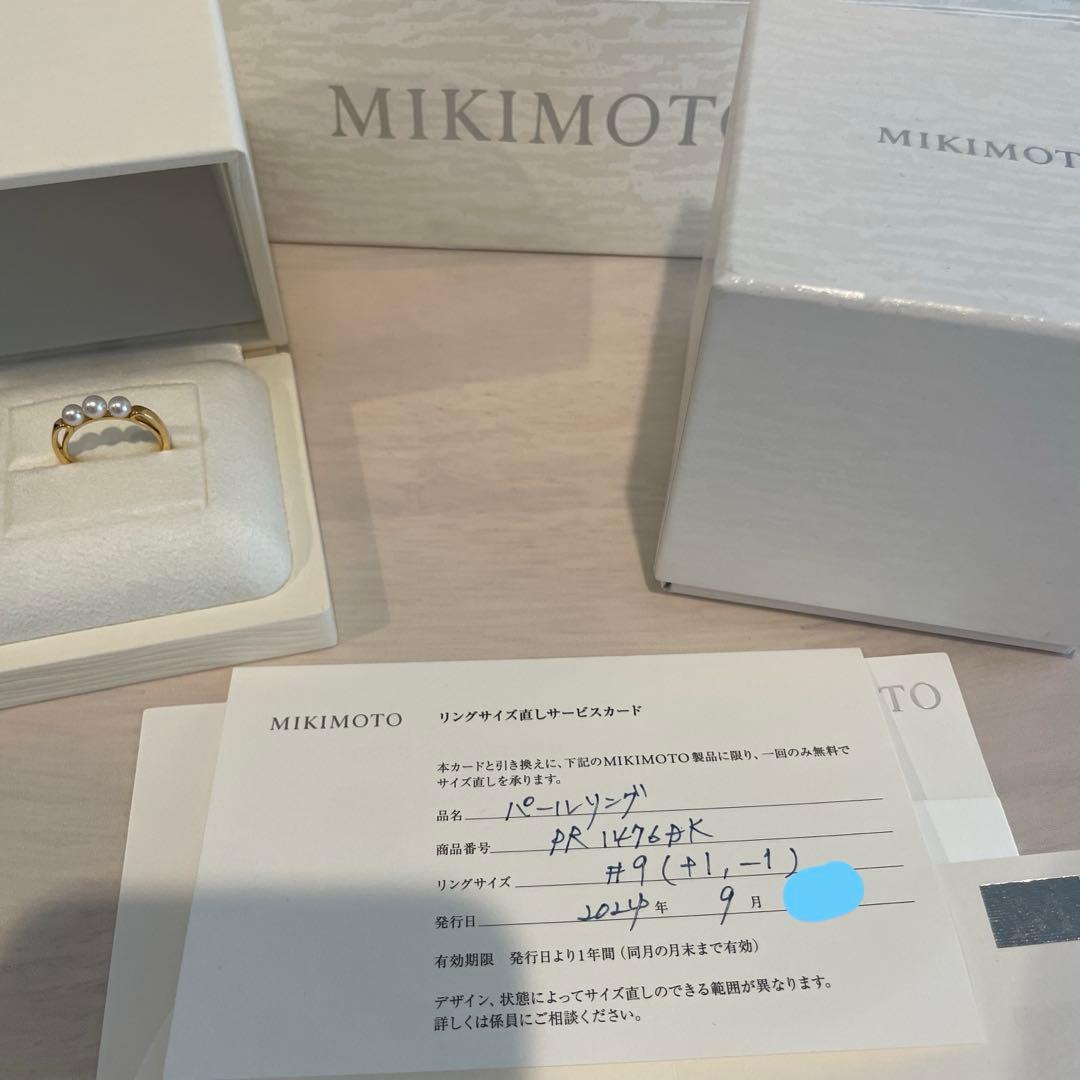 MIKIMOTO
MIKIMOT
TO
MIKIMOTO リングサイズ直しサービスカード
本カードと引き換えに、下記のMIKIMOTO製品に限り、一回のみ無料で
サイズ直しを承ります。
品名 パールリング
商品番号 PR 1476
リングサイズ #9 (+1, -1)
発行日 2024年 9月
有効期限 発行日より1年間(同月の月末まで有効)
デザイン、状態によってサイズ直しのできる範囲が異なります。
詳しくは係員にご相談ください。